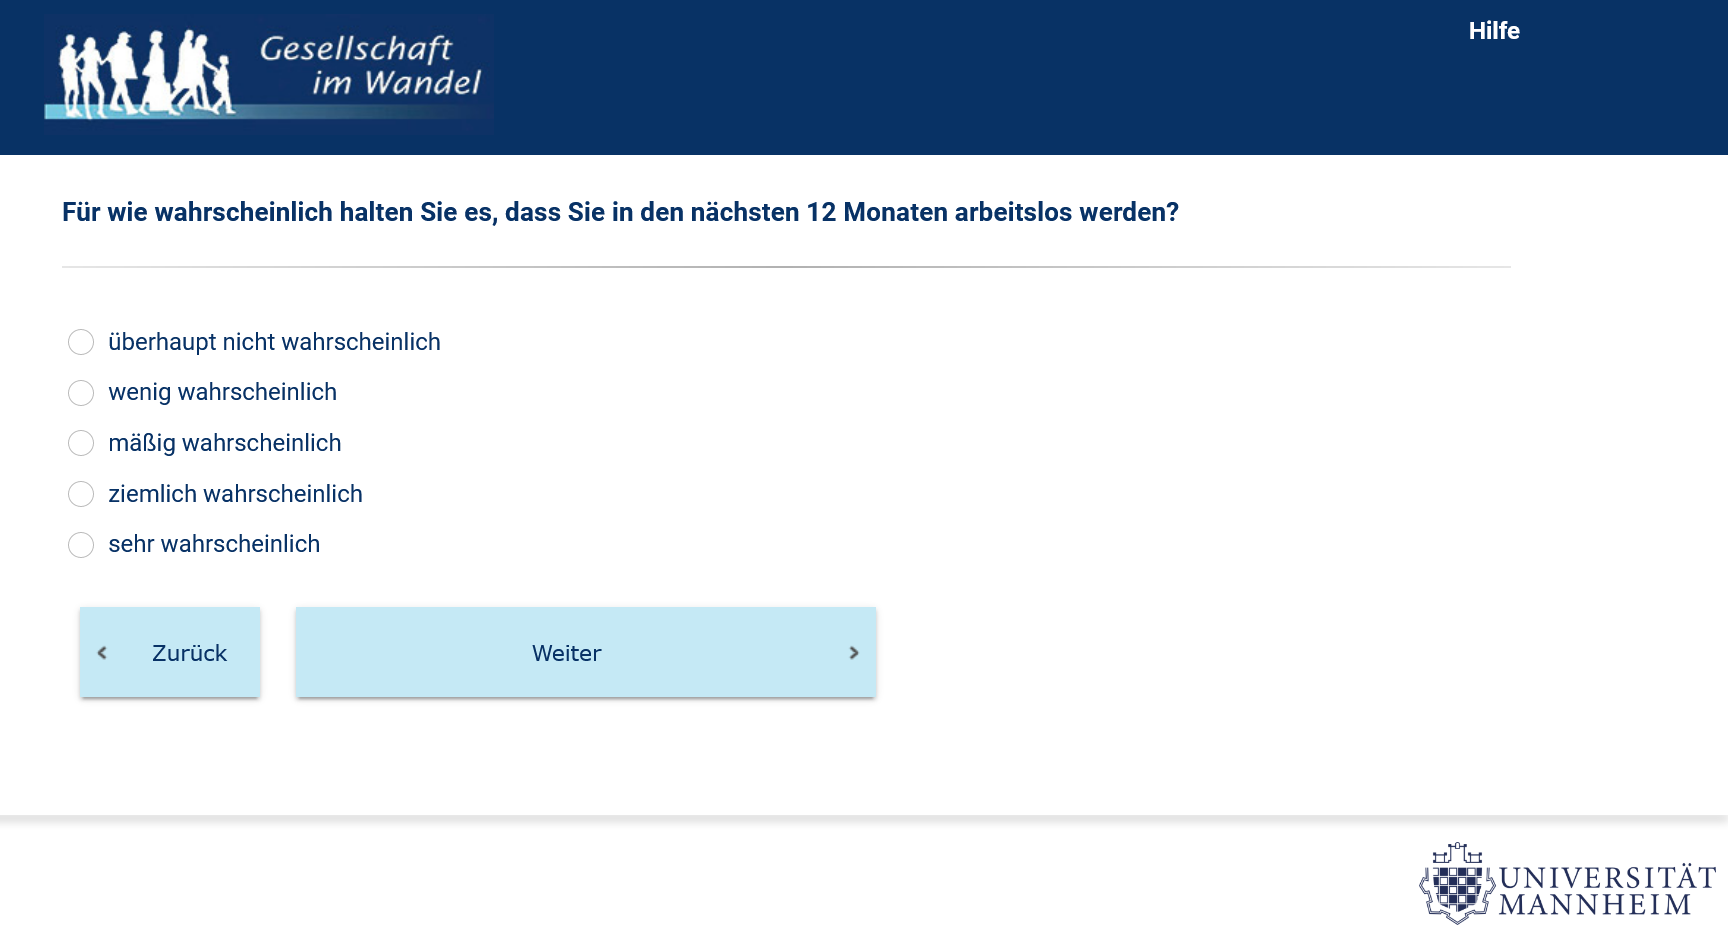 Gesellschaft
im Wandel
Hilfe
Für wie wahrscheinlich halten Sie es, dass Sie in den nächsten 12 Monaten arbeitslos werden?
überhaupt nicht wahrscheinlich
wenig wahrscheinlich
mäßig wahrscheinlich
ziemlich wahrscheinlich
sehr wahrscheinlich
< Zurück
Weiter >
UNIVERSITÄT
MANNHEIM